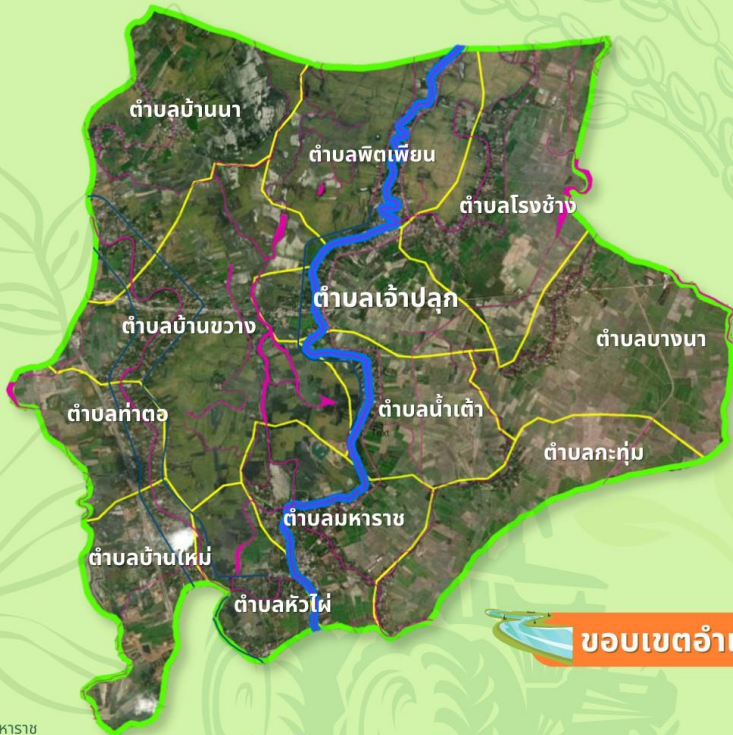 ตำบลบ้านนา
ตำบลพิตเพียน
ตำบลโรงช้าง
ตำบลเจ้าปลุก
ตำบลบ้านขวาง
ตำบลบางนา
ตำบลท่าตอ
ตำบลน้ำเต้า
ตำบลกะทุ่ม
ตำบลมหาราช
ตำบลบ้านใหม่
ตำบลหัวไผ่
ขอบเขตอำเ
หาราช